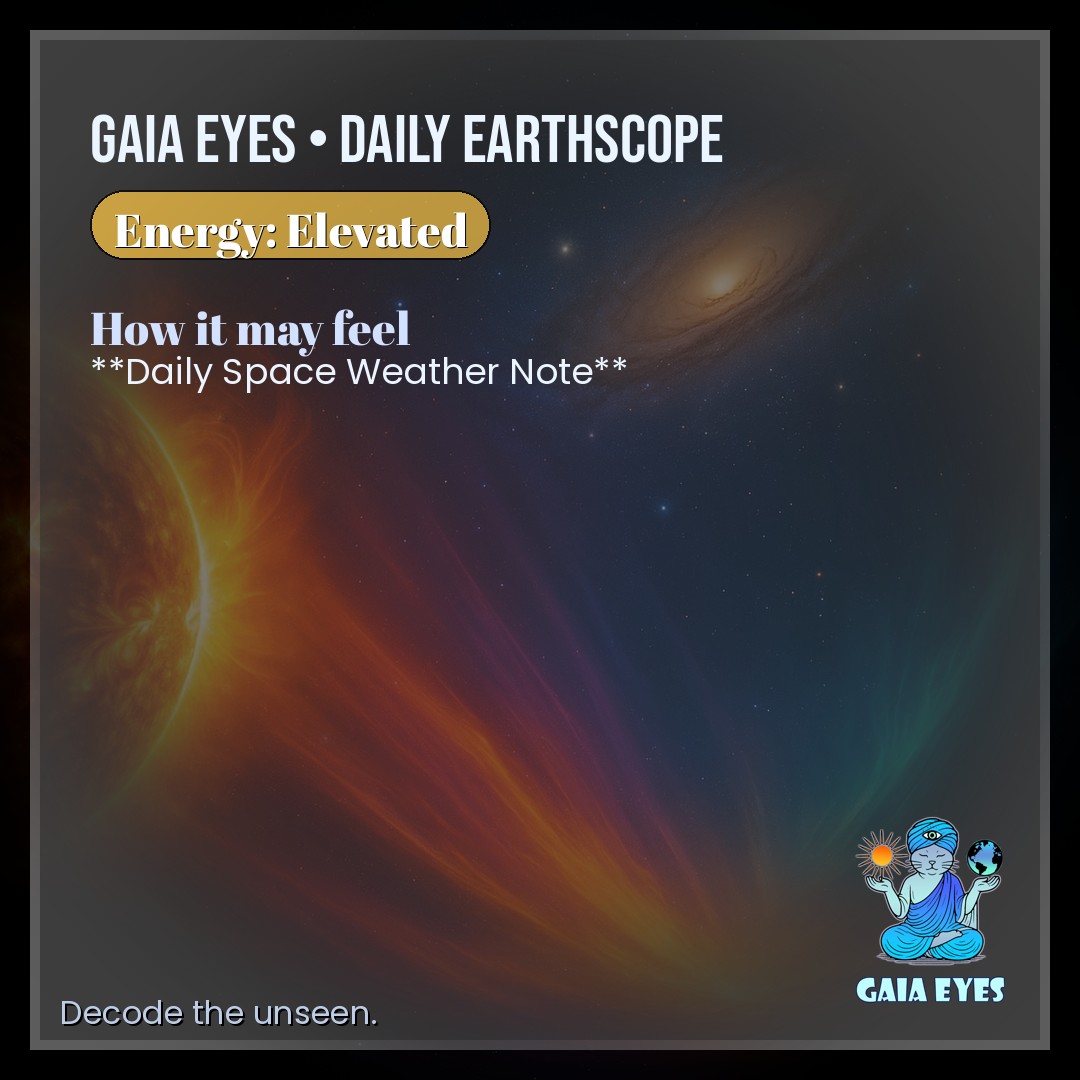 GAIA EYES • DAILY EARTHSCOPE
Energy: Elevated
How it may feel
**Daily Space Weather Note**
GAIA EYES
Decode the unseen.